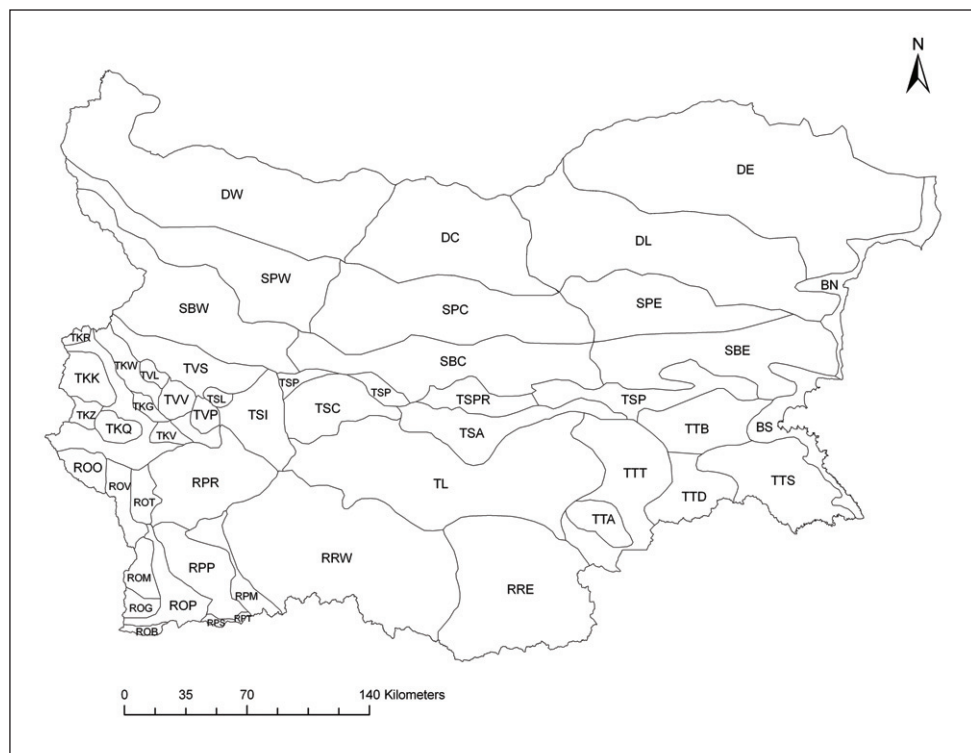 N
DE
DW
DC
DL
BN
SPW
SPE
SBW
SPC
TKR
SBE
SBC
TKW
TVS
TVL
TKK
TSP
TSP
TSL
TVV
TSPR
TSP
TKG
TSC
TVP
TSI
TKZ
TKQ
TKV
TSA
TTB
BS
ROO
ROV
ROT
RPR
TL
TTT
TTD
TTS
TTA
RRW
ROM
RPP
RRE
RPM
ROG
ROP
RPT
RPS
ROB
0 35 70 140 Kilometers